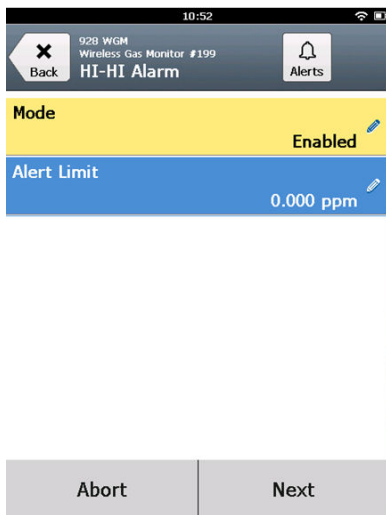 10:52
928 WGM
Wireless Gas Monitor #199
HI-HI Alarm
Back
Alerts
Mode
Enabled
Alert Limit
0.000 ppm
Abort
Next